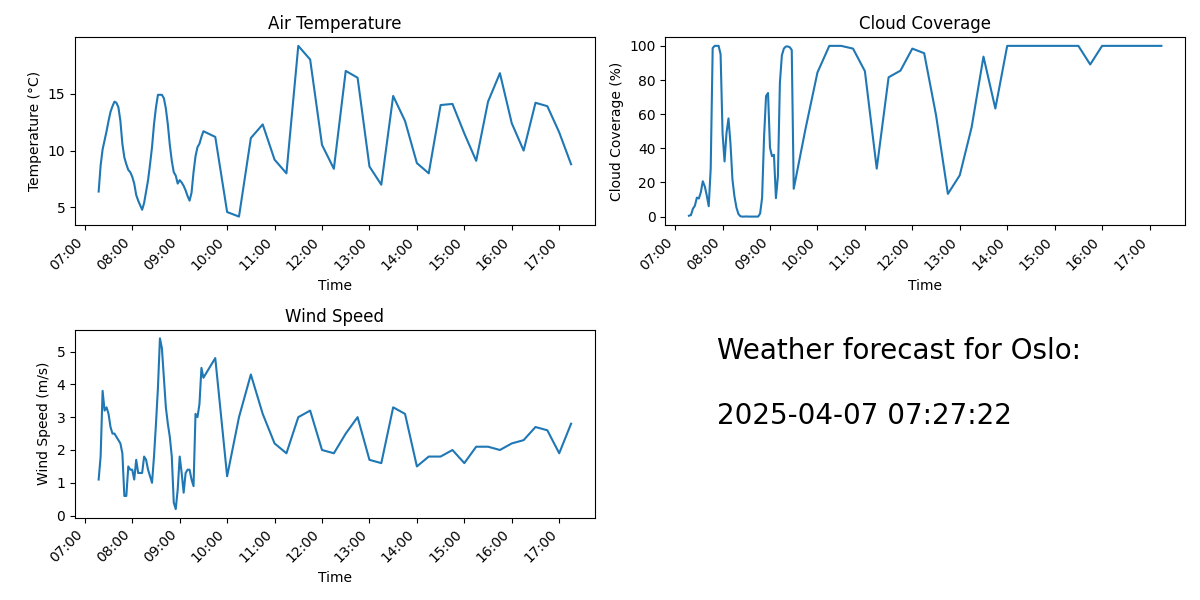 Air Temperature
Temperature (°C)
15
10
5
07:00 08:00 09:00 10:00 11:00 12:00 13:00 14:00 15:00 16:00 17:00
Time
Cloud Coverage
Cloud Coverage (%)
100
80
60
40
20
0
07:00 08:00 09:00 10:00 11:00 12:00 13:00 14:00 15:00 16:00 17:00
Time
Wind Speed
Wind Speed (m/s)
5
4
3
2
1
0
07:00 08:00 09:00 10:00 11:00 12:00 13:00 14:00 15:00 16:00 17:00
Time
Weather forecast for Oslo:
2025-04-07 07:27:22